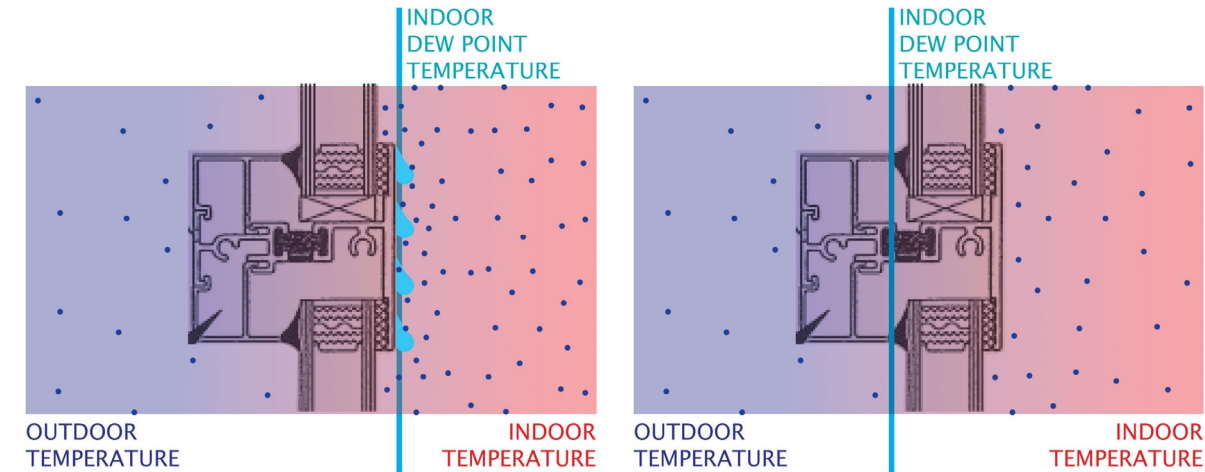 INDOOR
DEW POINT
TEMPERATURE
OUTDOOR
TEMPERATURE
INDOOR
TEMPERATURE
INDOOR
DEW POINT
TEMPERATURE
OUTDOOR
TEMPERATURE
INDOOR
TEMPERATURE